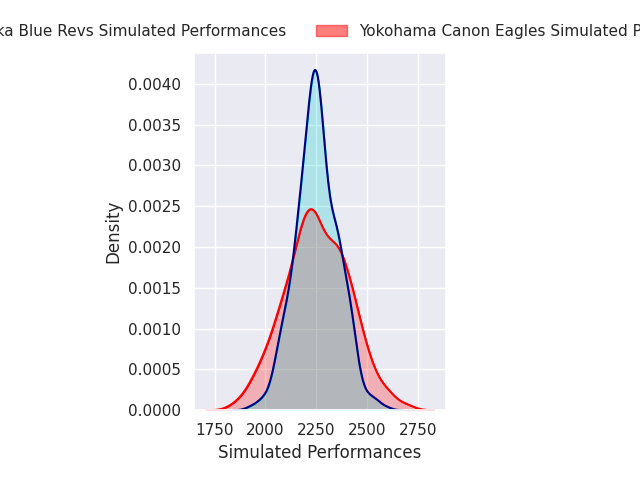 ka Blue Revs Simulated Performances
Yokohama Canon Eagles Simulated P
0.0040
0.0035
0.0030
0.0025
0.0020
0.0015
0.0010
0.0005
0.0000
Density
1750 2000 2250 2500 2750
Simulated Performances